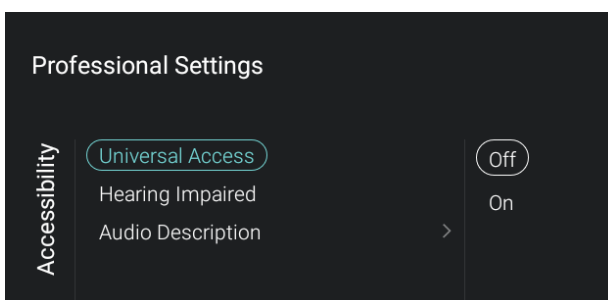 Professional Settings
Accessibility
Universal Access
Off
Hearing Impaired
On
Audio Description